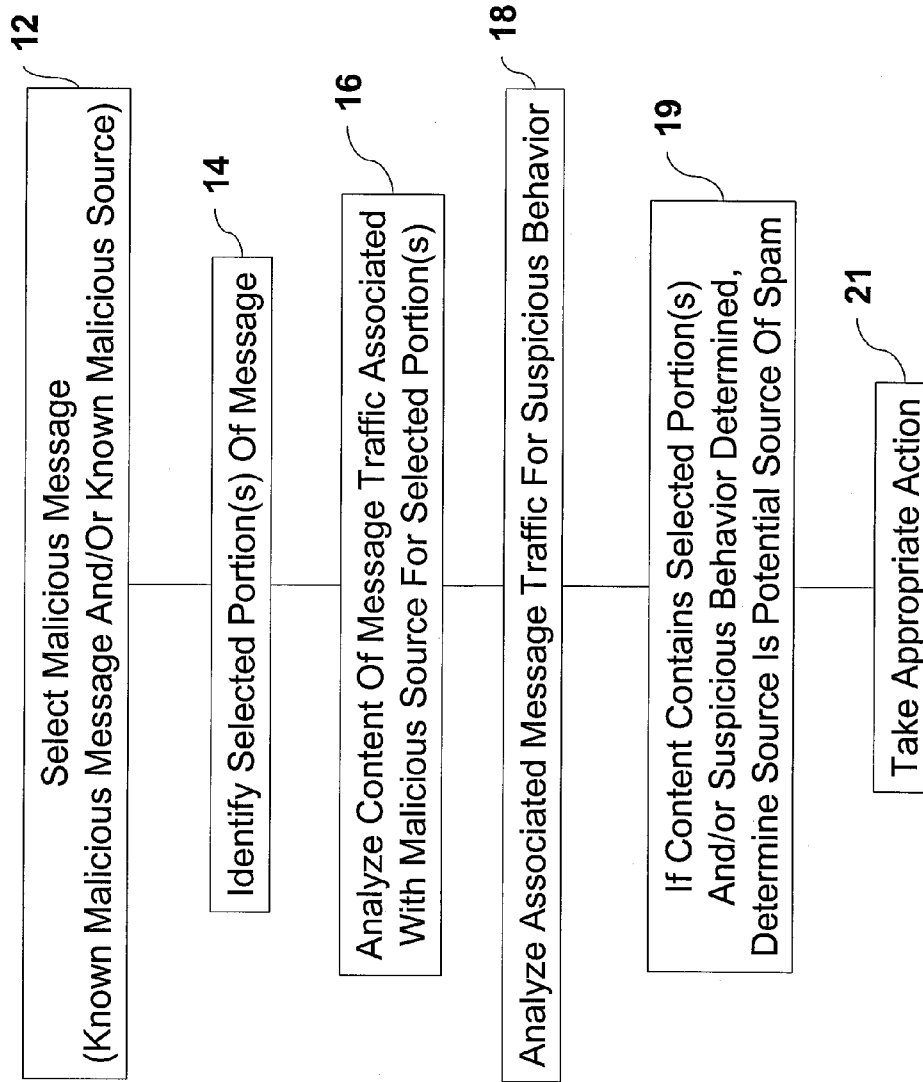 12
Select Malicious Message
(Known Malicious Message And/Or Known Malicious Source)
14
Identify Selected Portion(s) Of Message
16
Analyze Content Of Message Traffic Associated
With Malicious Source For Selected Portion(s)
18
Analyze Associated Message Traffic For Suspicious Behavior
19
If Content Contains Selected Portion(s)
And/or Suspicious Behavior Determined,
Determine Source Is Potential Source Of Spam
21
Take Appropriate Action